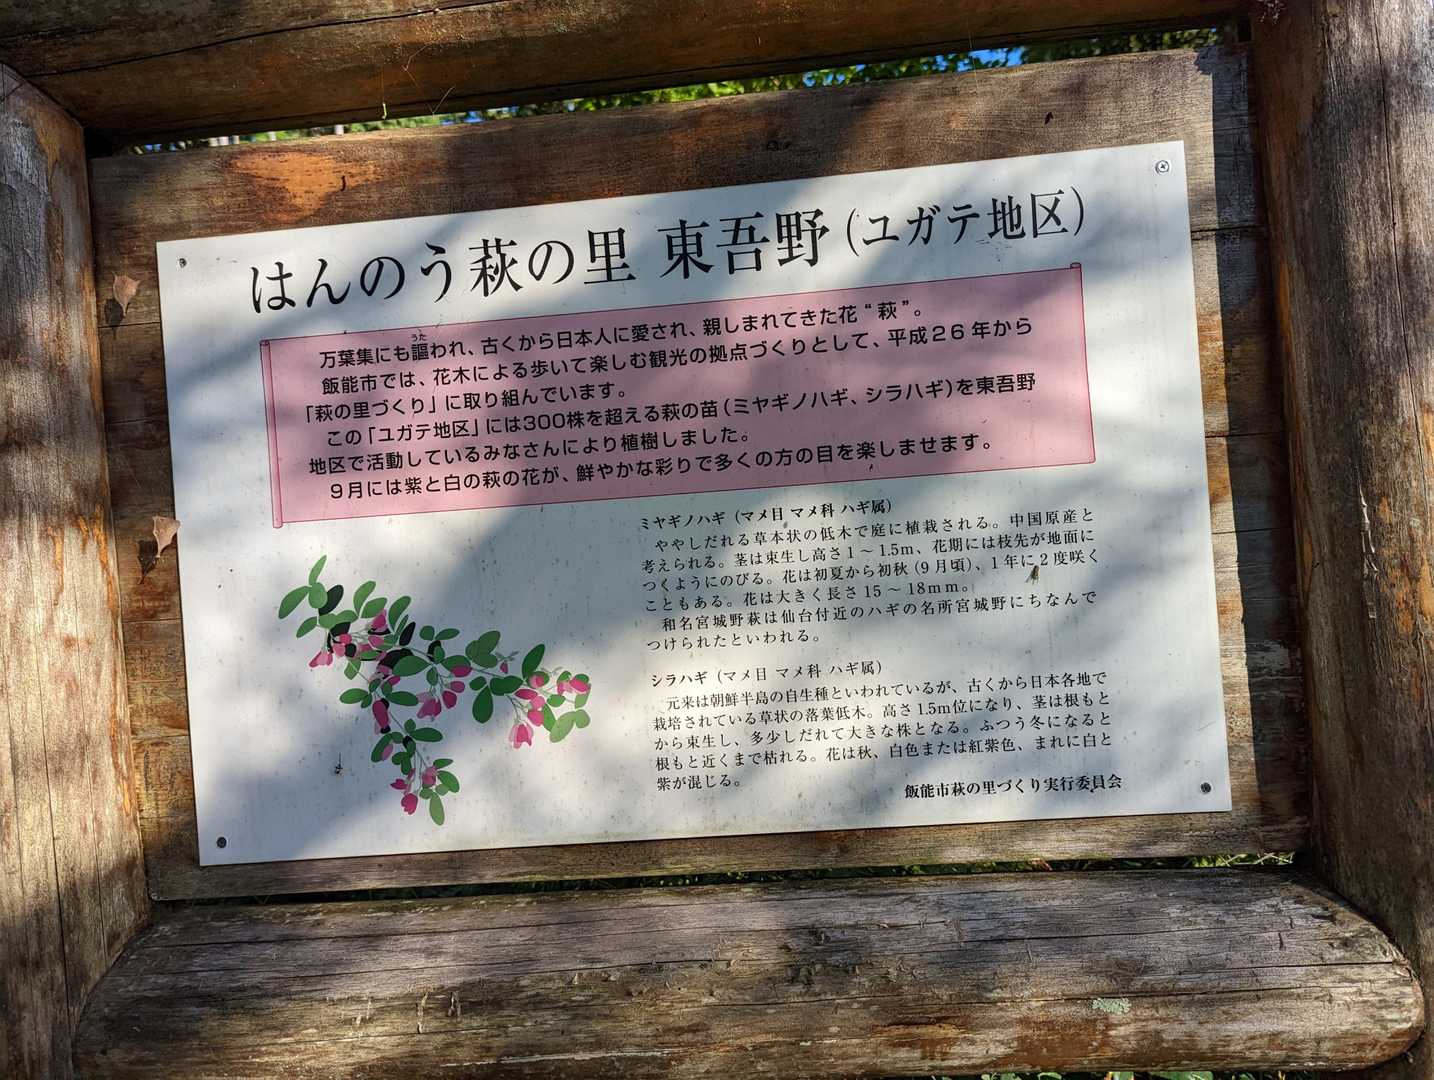 はんのう萩の里 東吾野(ユガテ地区)
万葉集にも謳われ、古くから日本人に愛され、親しまれてきた花“萩”。
うた
飯能市では、花木による歩いて楽しむ観光の拠点づくりとして、平成26年から
「萩の里づくり」に取り組んでいます。
この「ユガテ地区」には300株を超える萩の苗(ミヤギノハギ、シラハギ)を東吾野
地区で活動しているみなさんにより植樹しました。
9月には紫と白の萩の花が、鮮やかな彩りで多くの方の目を楽しませます。
ミヤギノハギ(マメ目 マメ科 ハギ属)
ややしだれる草本状の低木で庭に植栽される。中国原産と
考えられる。茎は束生し高さ1～1.5m、花期には枝先が地面に
つくようにのびる。花は初夏から初秋(9月頃)、1年に2度咲く
こともある。花は大きく長さ15～18mm。
和名宮城野萩は仙台付近のハギの名所宮城野にちなんで
つけられたといわれる。
シラハギ(マメ目 マメ科 ハギ属)
元来は朝鮮半島の自生種といわれているが、古くから日本各地で
栽培されている草状の落葉低木。高さ1.5m位になり、茎は根もと
から束生し、多少しだれて大きな株となる。ふつう冬になると
根もと近くまで枯れる。花は秋、白色または紅紫色、まれに白と
紫が混じる。
飯能市萩の里づくり実行委員会